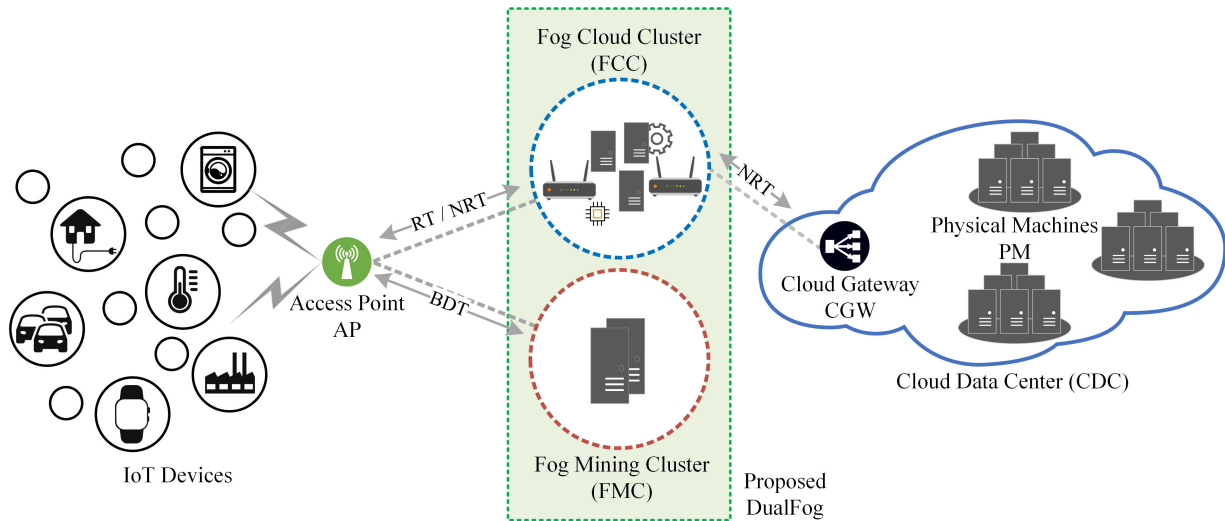 Fog Cloud Cluster
(FCC)
RT / NRT
NRT
Physical Machines
PM
Access Point
AP
BDT
Cloud Gateway
CGW
Cloud Data Center (CDC)
IoT Devices
Fog Mining Cluster
(FMC)
Proposed
DualFog